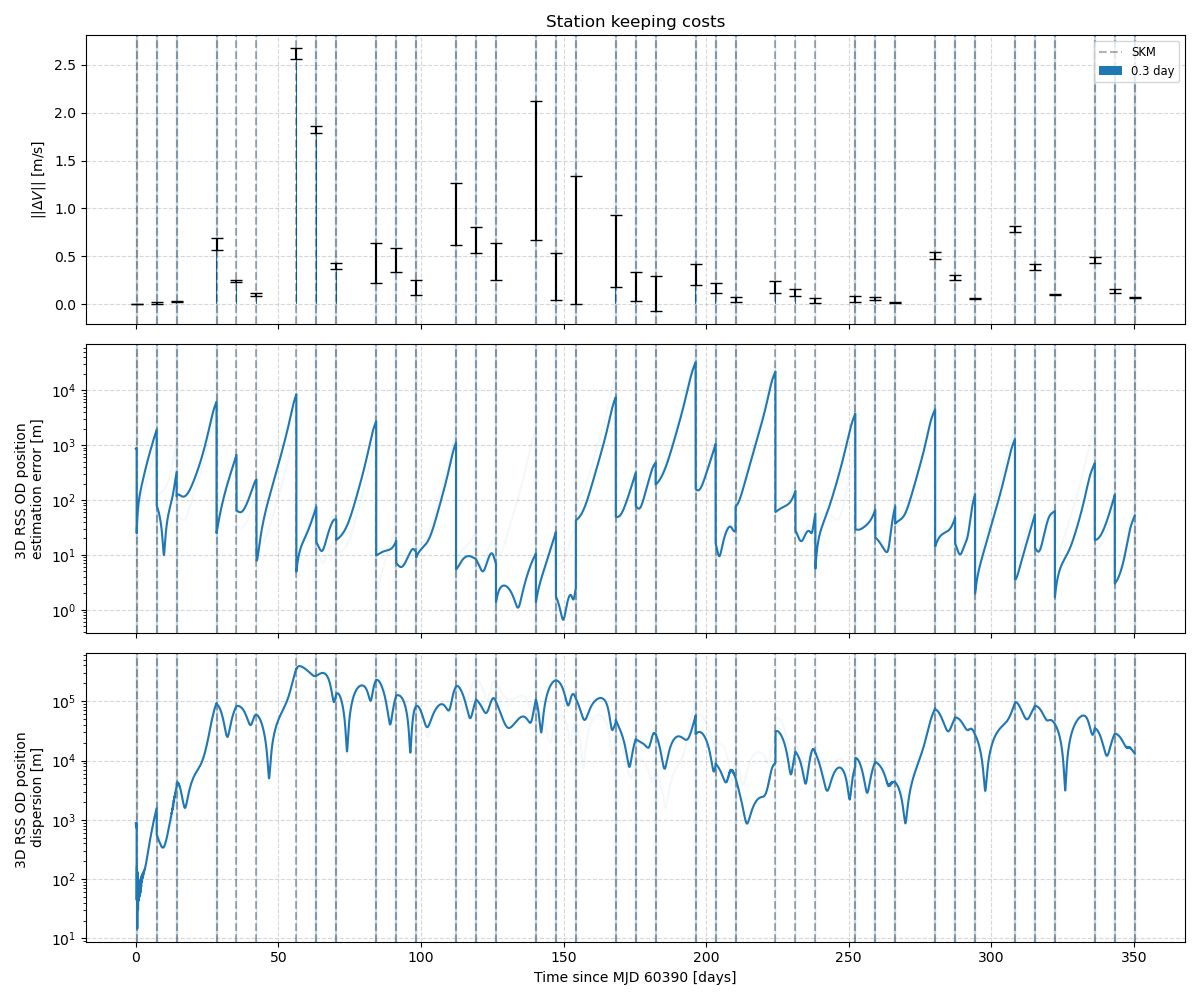 Station keeping costs
||ΔV|| [m/s]
2.5
2.0
1.5
1.0
0.5
0.0
SKM
0.3 day
3D RSS OD position
estimation error [m]
10⁴
10³
10²
10¹
10⁰
3D RSS OD position
dispersion [m]
10⁵
10⁴
10³
10²
10¹
0
50
100
150
200
250
300
350
Time since MJD 60390 [days]